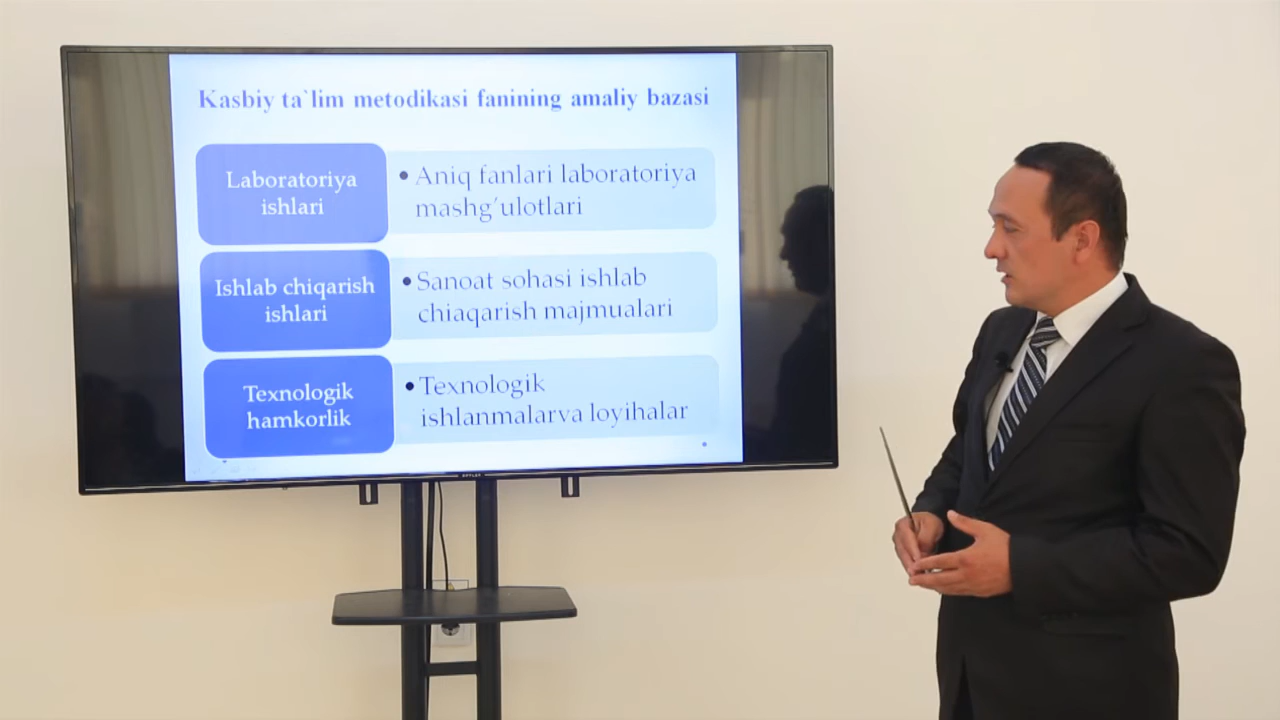 Kasbiy ta`lim metodikasi fanining amaliy bazasi
Laboratoriya
ishlari
• Aniq fanlari laboratoriya
mashg’ulotlari
Ishlab chiqarish
ishlari
• Sanoat sohasi ishlab
chiaqarish majmualari
Texnologik
hamkorlik
• Texnologik
ishlanmalarva loyihalar